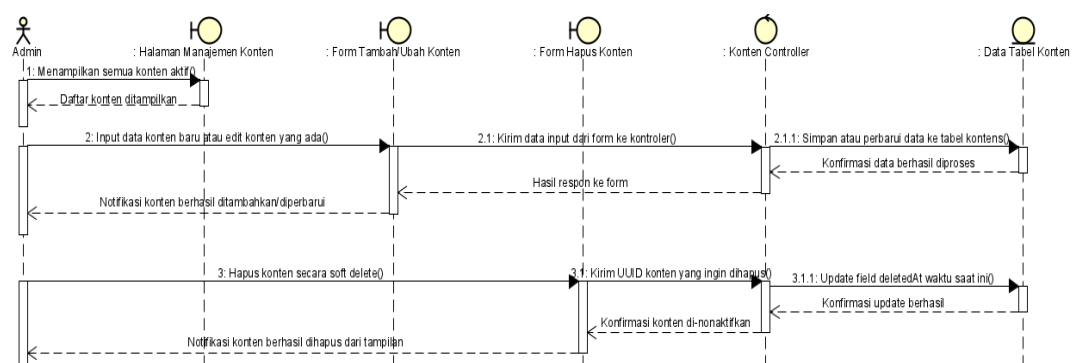 Admin
: Halaman Manajemen Konten
: Form Tambah/Ubah Konten
: Form Hapus Konten
: Konten Controller
: Data Tabel Konten
1: Menampilkan semua konten aktif()
Daftar konten ditampilkan
2: Input data konten baru atau edit konten yang ada()
2.1: Kirim data input dari form ke kontroler()
2.1.1: Simpan atau perbarui data ke tabel kontens()
Konfirmasi data berhasil diproses
Hasil respon ke form
Notifikasi konten berhasil ditambahkan/diperbarui
3: Hapus konten secara soft delete()
3.1: Kirim UUID konten yang ingin dihapus()
3.1.1: Update field deletedAt waktu saat ini()
Konfirmasi update berhasil
Konfirmasi konten di-nonaktifkan
Notifikasi konten berhasil dihapus dari tampilan